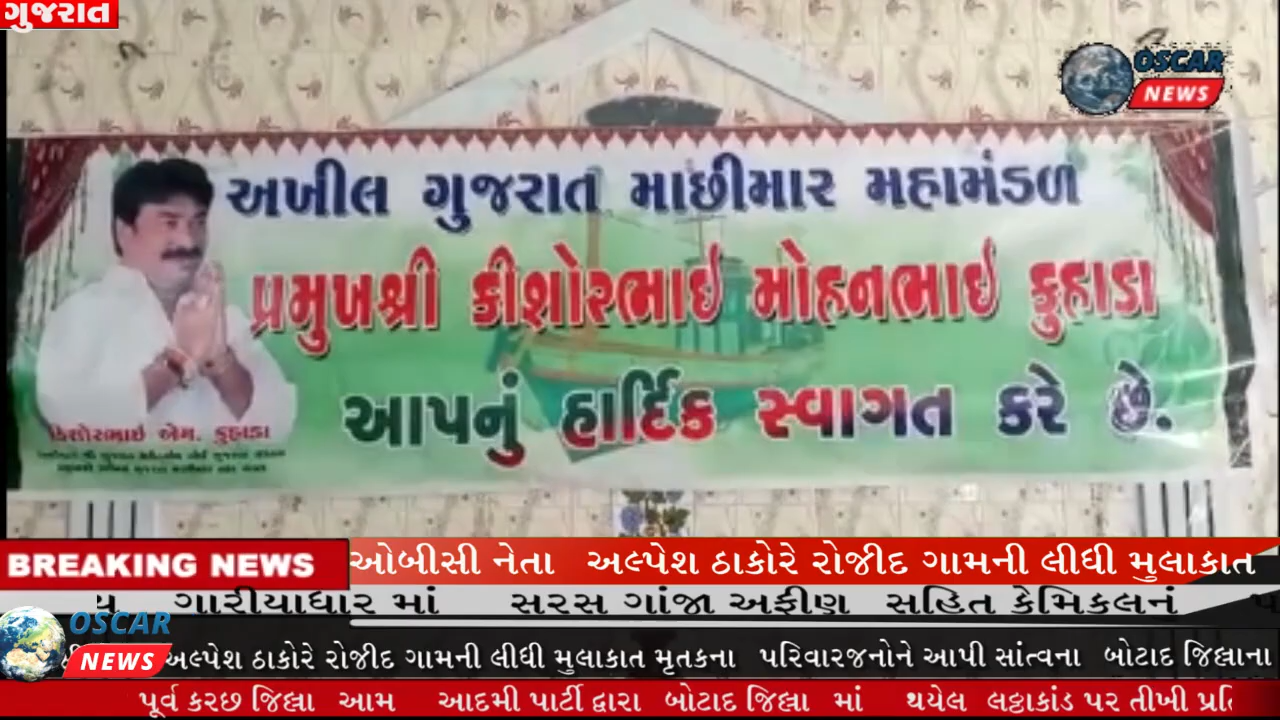 ગુજરાત
OSCAR
NEWS
અખીલ ગુજરાત માછીમાર મહામંડળ
પ્રમુખશ્રી કીશોરભાઇ મોહનભાઇ કુહાડા
આપનું હાર્દિક સ્વાગત કરે છે.
કિશોરભાઇ એમ. કુહાડા
BREAKING NEWS
ઓબીસી નેતા અલ્પેશ ઠાકોરે રોજીદ ગામની લીધી મુલાકાત
ગારીયાધાર માં સરસ ગાંજા અફીણ સહિત કેમિકલનં
OSCAR
NEWS
અલ્પેશ ઠાકોરે રોજીદ ગામની લીધી મુલાકાત મૃતકના પરિવારજનોને આપી સાંત્વના બોટાદ જિલ્લાના
પૂર્વ કરછ જિલ્લા આમ આદમી પાર્ટી દ્વારા બોટાદ જિલ્લા માં થયેલ લઠ્ઠાકાંડ પર તીખી પ્રતિ